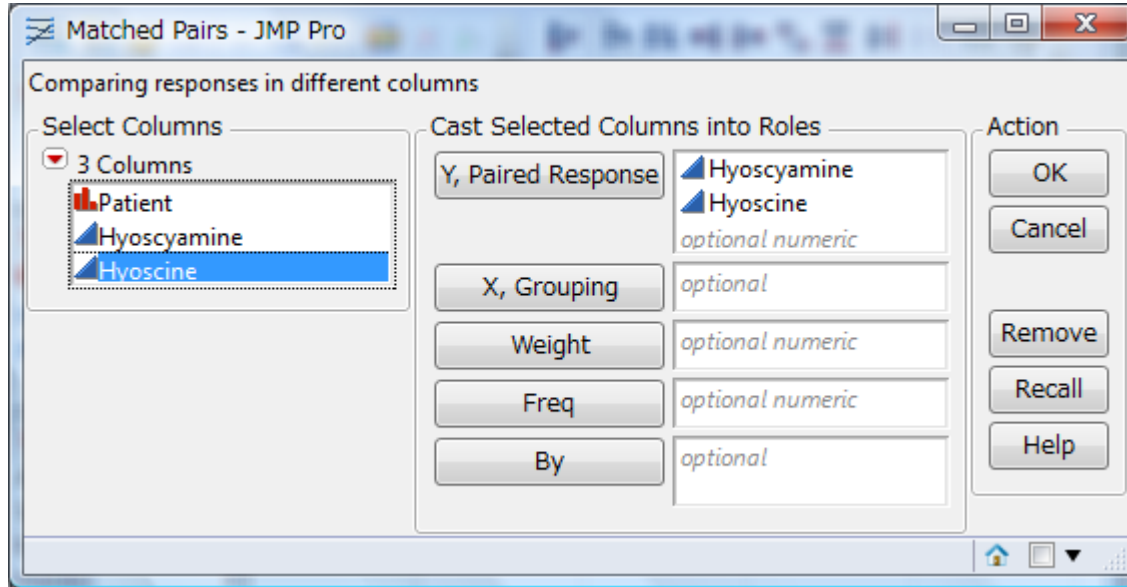 Matched Pairs - JMP Pro
Comparing responses in different columns
Select Columns
3 Columns
Patient
Hyoscyamine
Hyoscine
Cast Selected Columns into Roles
Y, Paired Response
Hyoscyamine
Hyoscine
optional numeric
X, Grouping
optional
Weight
optional numeric
Freq
optional numeric
By
optional
Action
OK
Cancel
Remove
Recall
Help